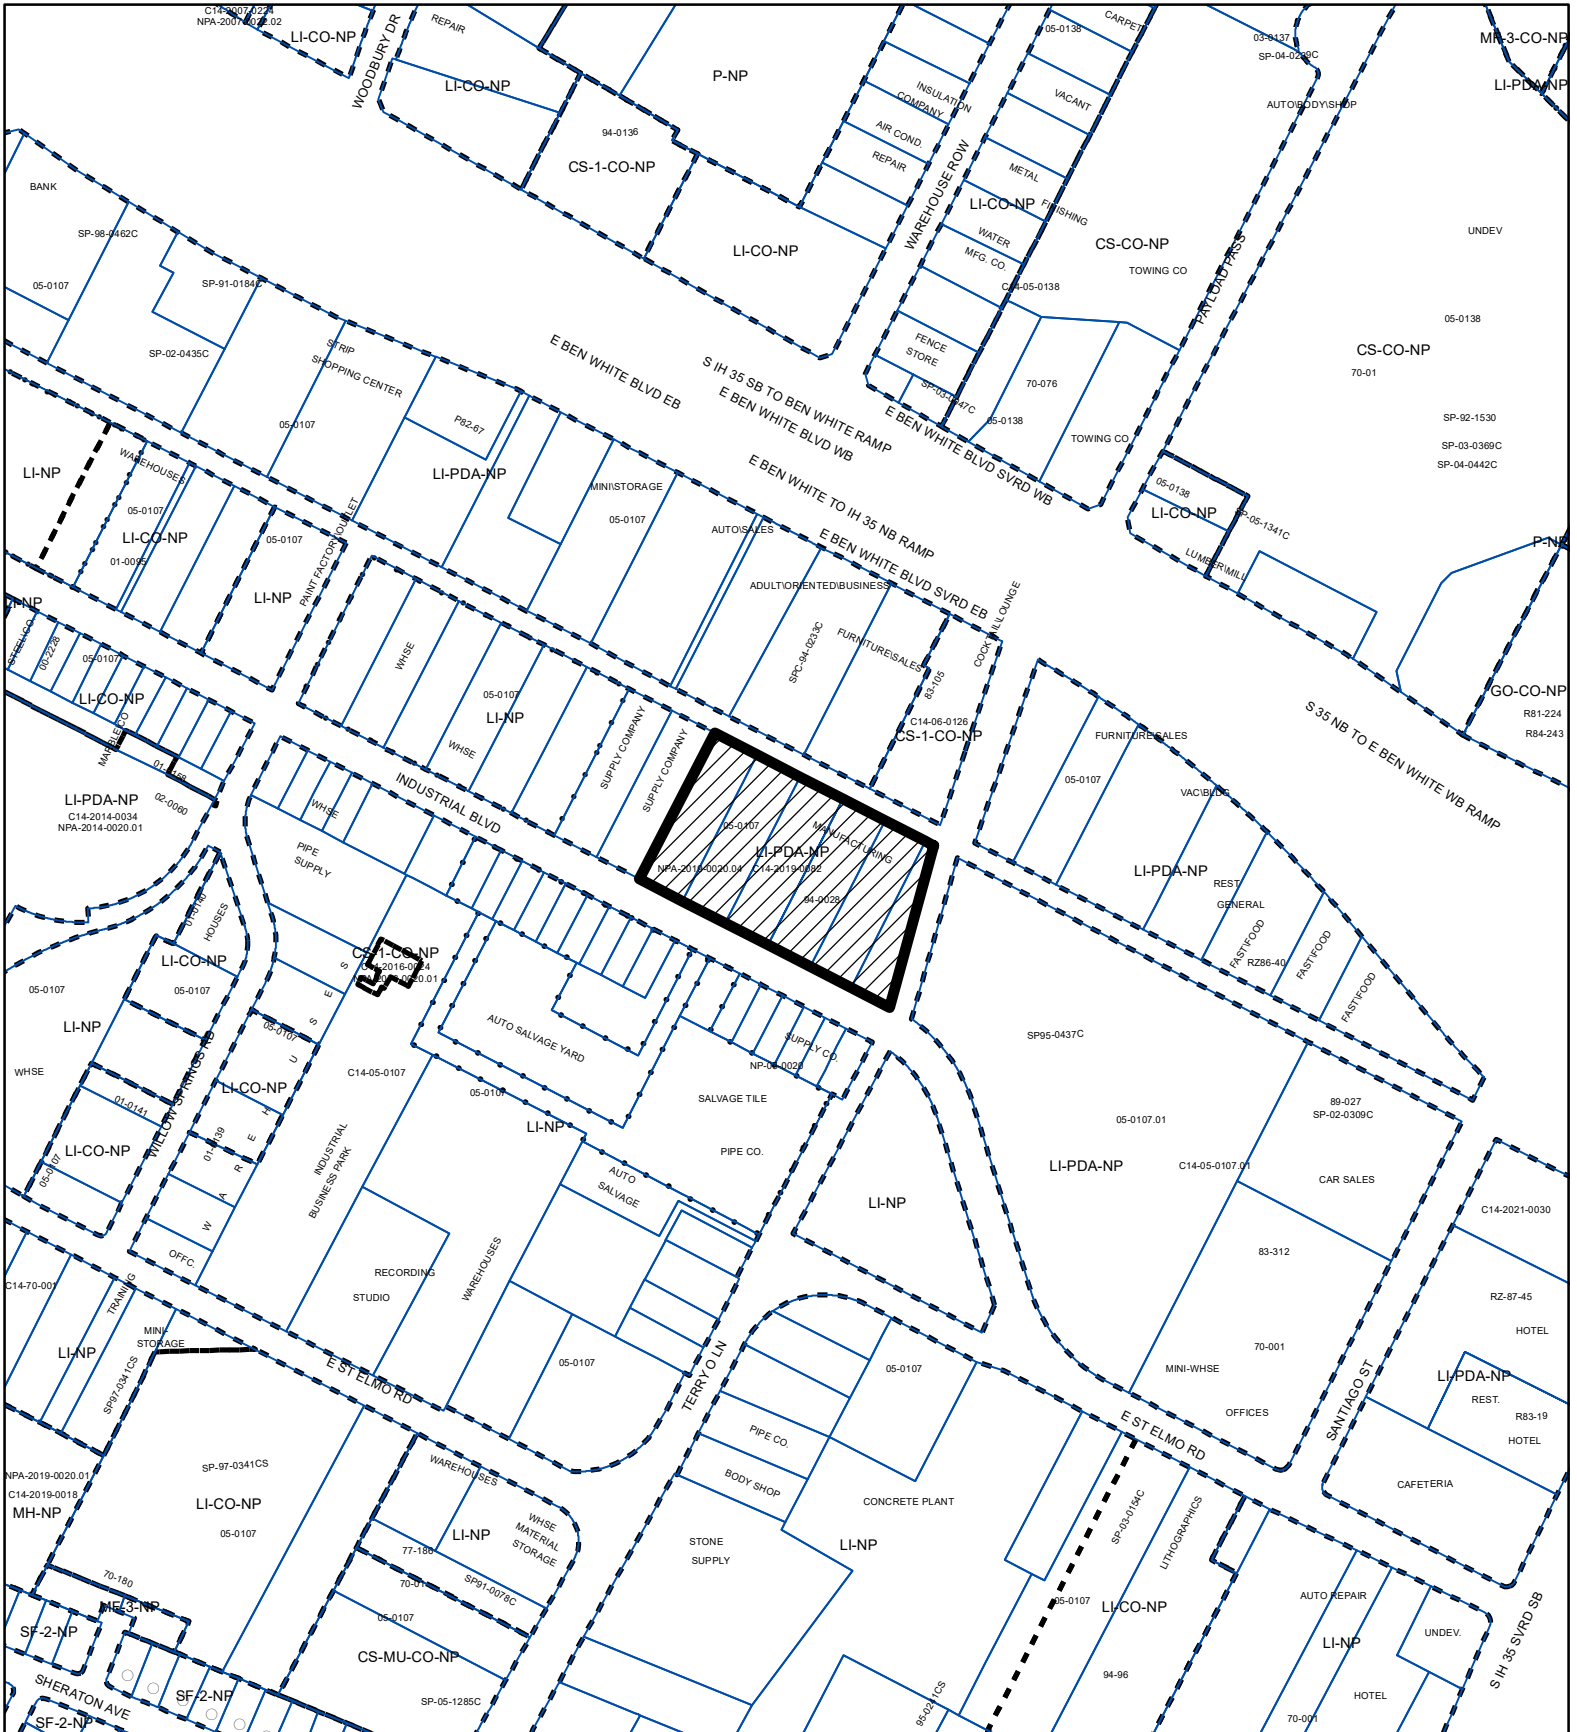 C14-2007-0224
LI-CO-NP
WOODBURY DR
REPAIR
LI-CO-NP
P-NP
05-0138
CARPET
03-0137
MF-3-CO-NP
LI-PDA-NP
AUTO\BODY\SHOP
INSULATION
COMPANY
VACANT
94-0136
CS-1-CO-NP
AIR COND.
REPAIR
METAL
FINISHING
BANK
SP-98-0462C
05-0107
SP-91-0184C
SP-02-0435C
LI-CO-NP
WAREHOUSE ROW
LI-CO-NP
WATER
MFG. CO.
C14-05-0138
CS-CO-NP
TOWING CO
PAYLOAD PASS
UNDEV
05-0138
CS-CO-NP
70-01
STRIP
SHOPPING CENTER
05-0107
P82-67
LI-PDA-NP
E BEN WHITE BLVD EB
S IH 35 SB TO BEN WHITE RAMP
E BEN WHITE BLVD WB
E BEN WHITE TO IH 35 NB RAMP
E BEN WHITE BLVD SVRD EB
FENCE
STORE
E BEN WHITE BLVD SVRD WB
05-0138
70-076
TOWING CO
SP-92-1530
SP-03-0369C
SP-04-0442C
05-0138
LI-CO-NP
SP-05-1341C
LUMBER\MILL
P-NP
LI-NP
WAREHOUSES
05-0107
LI-CO-NP
01-0095
05-0107
LI-NP
PAINT FACTORY\OUTLET
MINI\STORAGE
05-0107
AUTO\SALES
ADULT\ORIENTED\BUSINESS
SPC-94-0233C
FURNITURE\SALES
83-105
COCKTAIL\LOUNGE
C14-06-0126
CS-1-CO-NP
LI-NP
STEEL\CO
00-2228
05-0107
LI-CO-NP
MARBLE CO
LI-PDA-NP
C14-2014-0034
NPA-2014-0020.01
02-0060
WHSE
05-0107
LI-NP
WHSE
SUPPLY COMPANY
SUPPLY COMPANY
INDUSTRIAL BLVD
WHSE
PIPE
SUPPLY
05-0107
MANUFACTURING
LI-PDA-NP
C14-2019-0082
94-0028
FURNITURE\SALES
05-0107
VAC\BLDG
LI-PDA-NP
REST
GENERAL
FAST\FOOD
RZ86-40
FAST\FOOD
FAST\FOOD
S 35 NB TO E BEN WHITE WB RAMP
GO-CO-NP
R81-224
R84-243
HOUSES
LI-CO-NP
05-0107
CS-1-CO-NP
C14-2016-0024
05-0107
LI-NP
WHSE
01-0141
LI-CO-NP
05-0107
WILLOW SPRINGS RD
05-0107
LI-CO-NP
01-0139
WAREHOUSES
OFFC.
C14-05-0107
AUTO SALVAGE YARD
05-0107
LI-NP
SUPPLY CO.
SALVAGE TILE
PIPE CO.
AUTO
SALVAGE
INDUSTRIAL
BUSINESS PARK
RECORDING
STUDIO
WAREHOUSES
LI-NP
SP95-0437C
05-0107.01
LI-PDA-NP
C14-05-0107.01
89-027
SP-02-0309C
CAR SALES
83-312
70-001
MINI-WHSE
OFFICES
C14-2021-0030
RZ-87-45
HOTEL
LI-PDA-NP
REST.
R83-19
HOTEL
SANTIAGO ST
CAFETERIA
C14-70-001
TRAINING
LI-NP
MINI-
STORAGE
SP97-0341CS
E ST ELMO RD
05-0107
TERRY O LN
05-0107
PIPE CO.
BODY SHOP
CONCRETE PLANT
E ST ELMO RD
NPA-2019-0020.01
C14-2019-0018
MH-NP
SP-97-0341CS
LI-CO-NP
05-0107
WAREHOUSES
LI-NP
WHSE
MATERIAL
STORAGE
77-186
SP91-0078C
05-0107
CS-MU-CO-NP
SP-05-1285C
STONE
SUPPLY
LI-NP
SP-03-0154C
LITHOGRAPHICS
05-0107
LI-CO-NP
94-96
AUTO REPAIR
LI-NP
UNDEV.
HOTEL
70-001
S IH 35 SVRD SB
70-180
MF-3-NP
SF-2-NP
SF-2-NP
SHERATON AVE
SF-2-NP